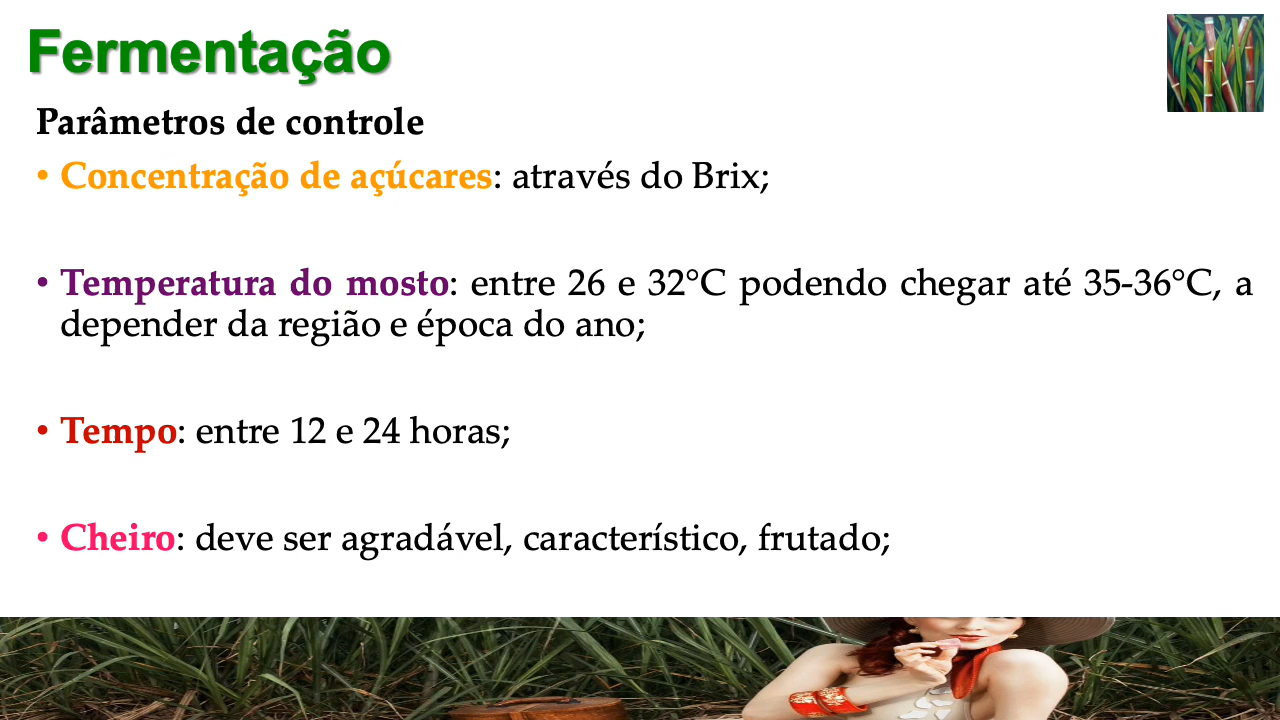 Fermentação
Parâmetros de controle
• Concentração de açúcares: através do Brix;
• Temperatura do mosto: entre 26 e 32°C podendo chegar até 35-36°C, a
depender da região e época do ano;
• Tempo: entre 12 e 24 horas;
• Cheiro: deve ser agradável, característico, frutado;